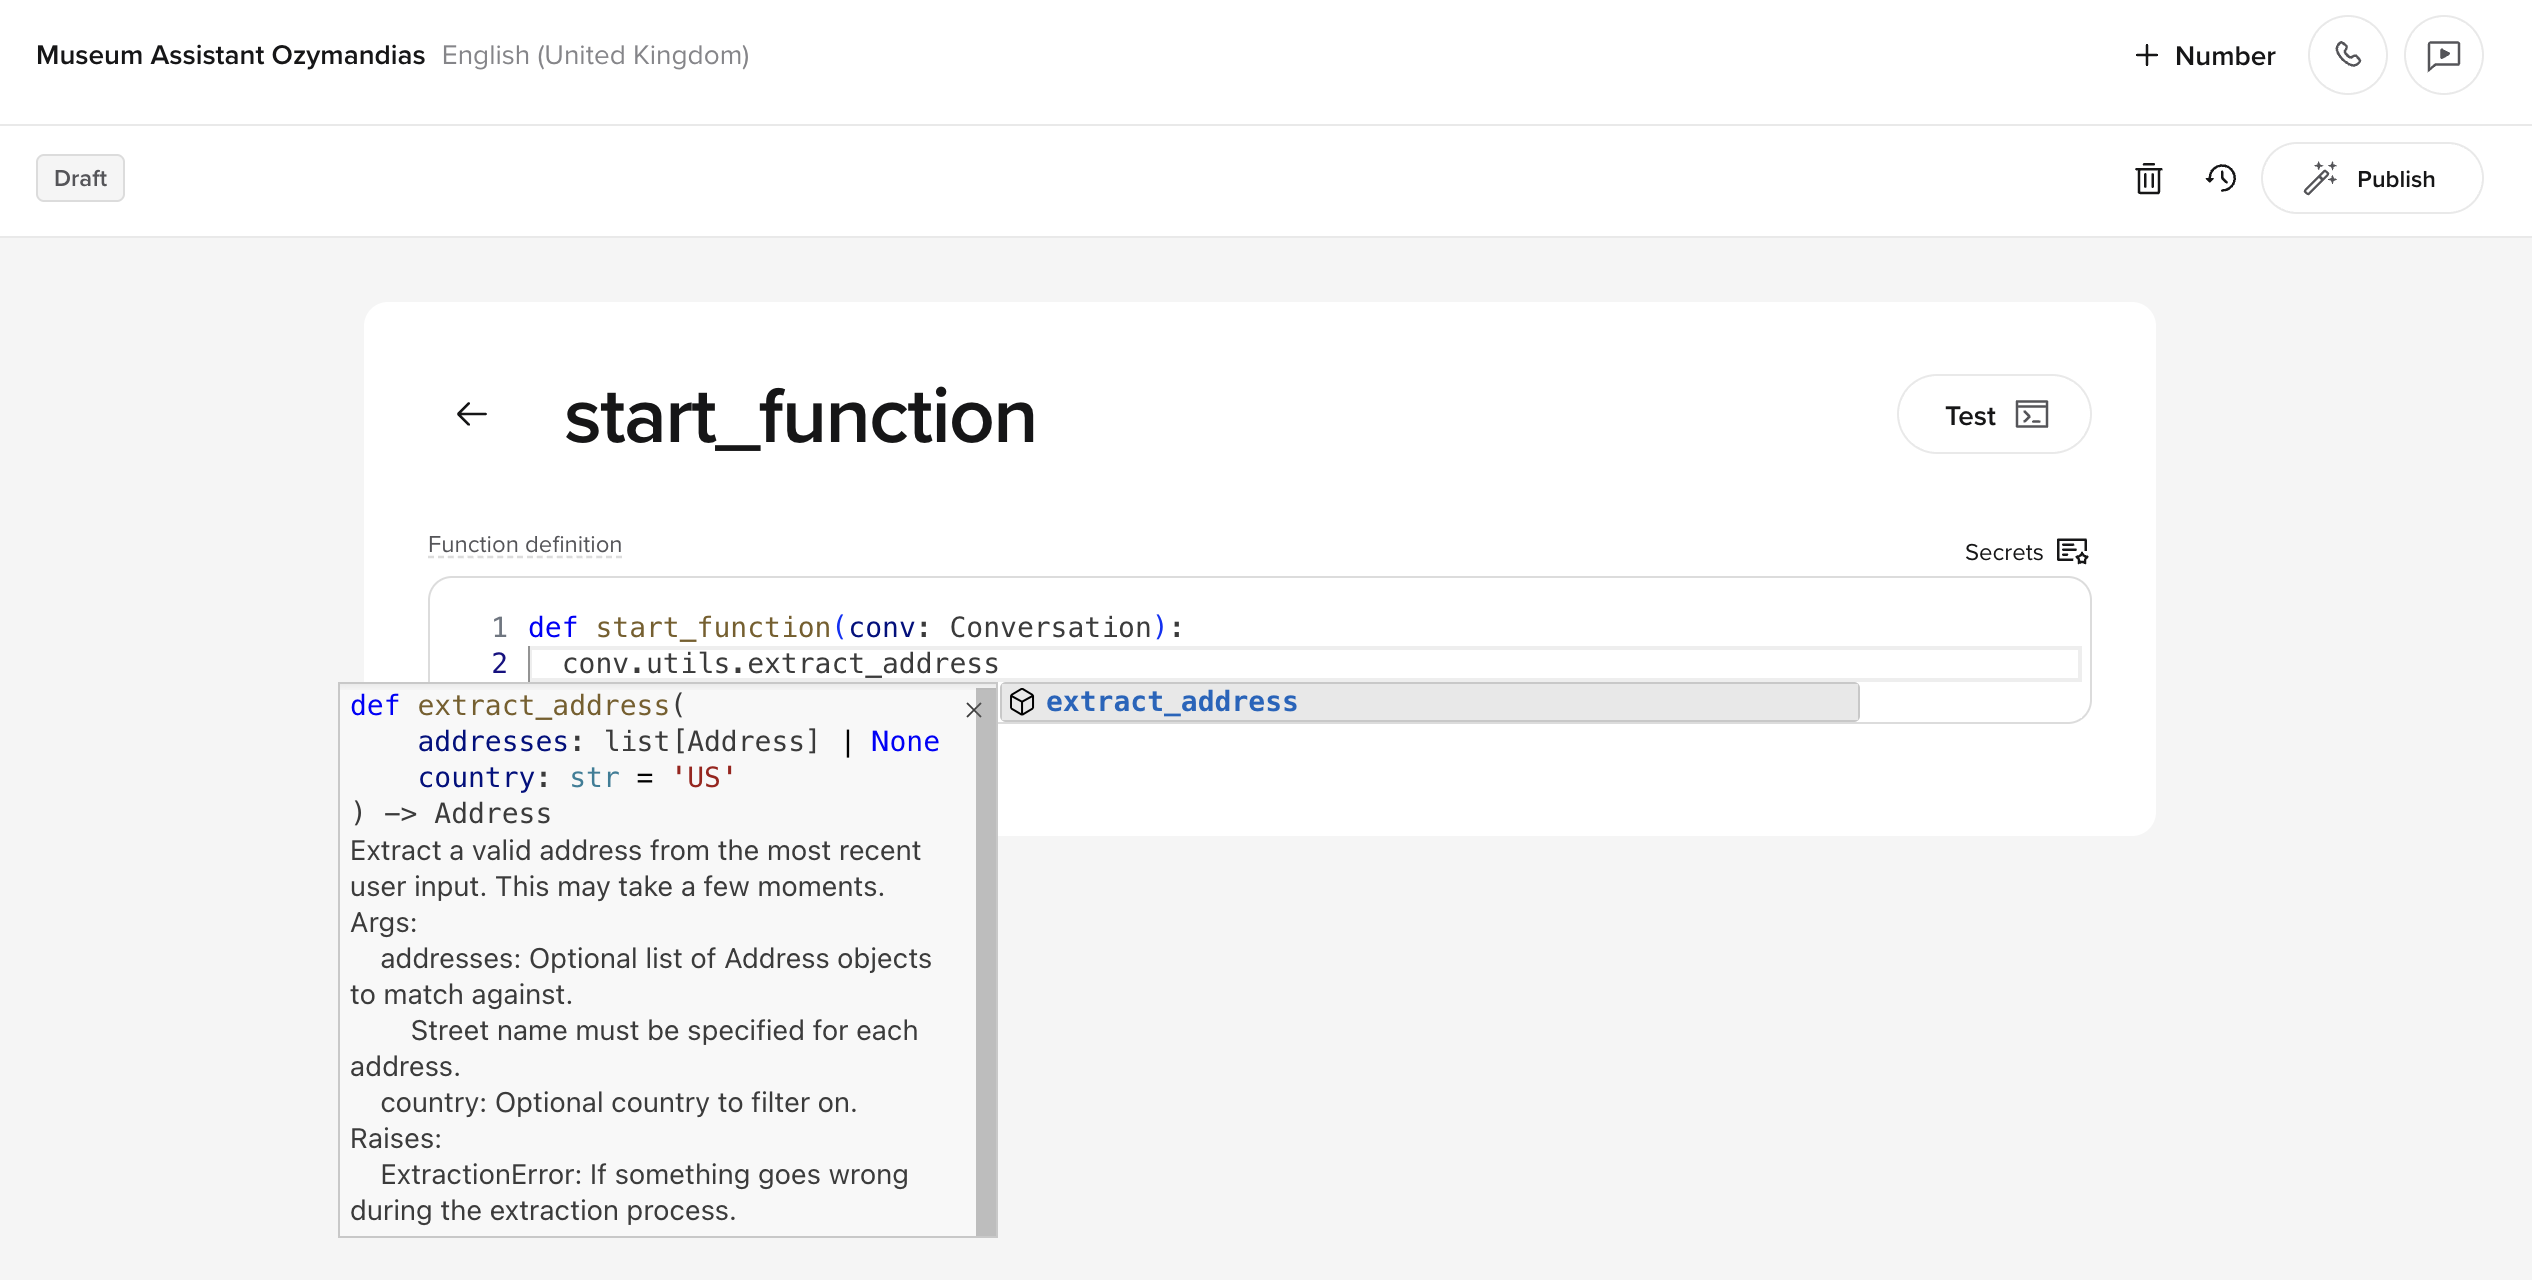 Museum Assistant Ozymandias English (United Kingdom)
+ Number
Draft
Publish
start_function
Test
Function definition
Secrets
1 def start_function(conv: Conversation):
2   conv.utils.extract_address
extract_address
def extract_address(
    addresses: list[Address] | None
    country: str = 'US'
) -> Address
Extract a valid address from the most recent
user input. This may take a few moments.
Args:
  addresses: Optional list of Address objects
to match against.
    Street name must be specified for each
address.
  country: Optional country to filter on.
Raises:
  ExtractionError: If something goes wrong
during the extraction process.